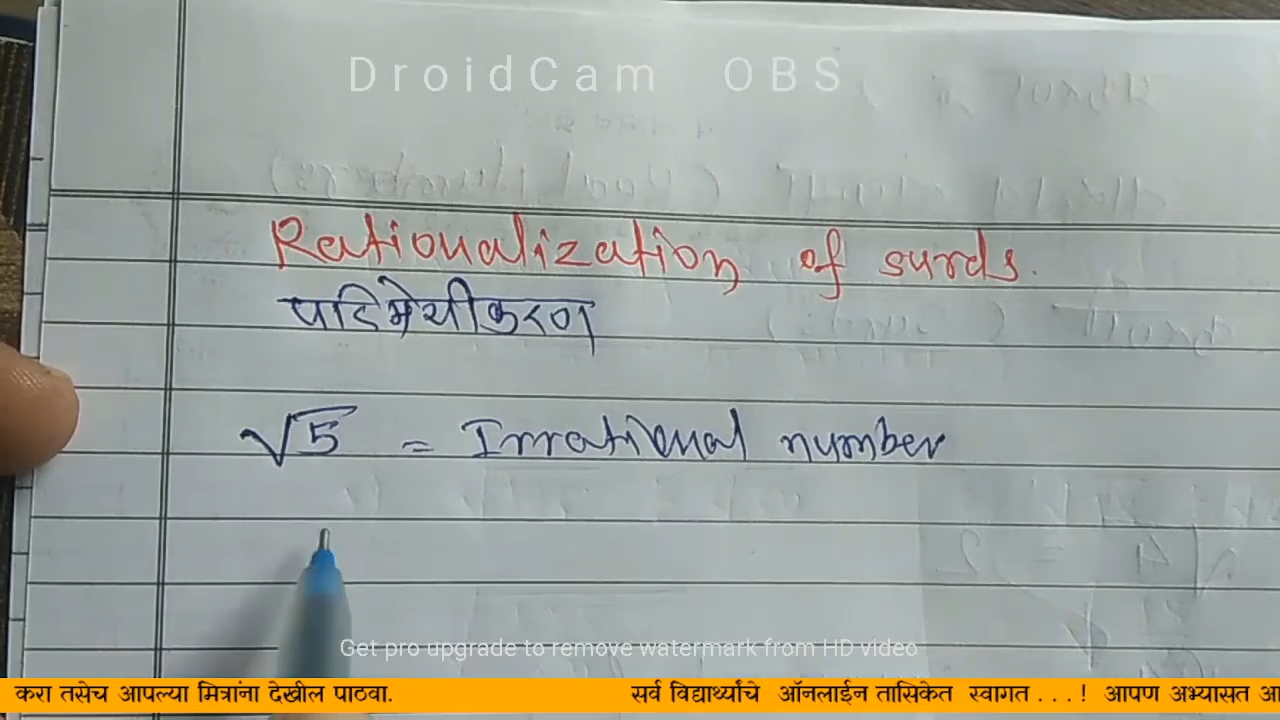 DroidCam OBS
Rationalization of surds.
परिमेयीकरण
√5 = Irrational number
Get pro upgrade to remove watermark from HD video
करा तसेच आपल्या मित्रांना देखील पाठवा. सर्व विद्यार्थ्यांचे ऑनलाईन तासिकेत स्वागत . . . ! आपण अभ्यासत आ